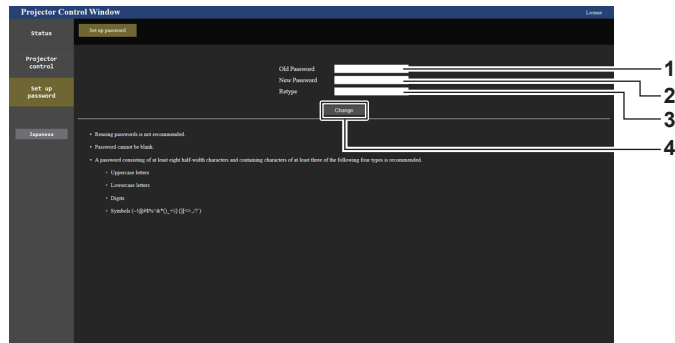 Projector Control Window
License
Status
Set up password
Projector
control
Set up
password
Japanese
Old Password
New Password
Retype
Change
1
2
3
4
• Reusing passwords is not recommended.
• Password cannot be blank.
• A password consisting of at least eight half-width characters and containing characters of at least three of the following four types is recommended.
• Uppercase letters
• Lowercase letters
• Digits
• Symbols